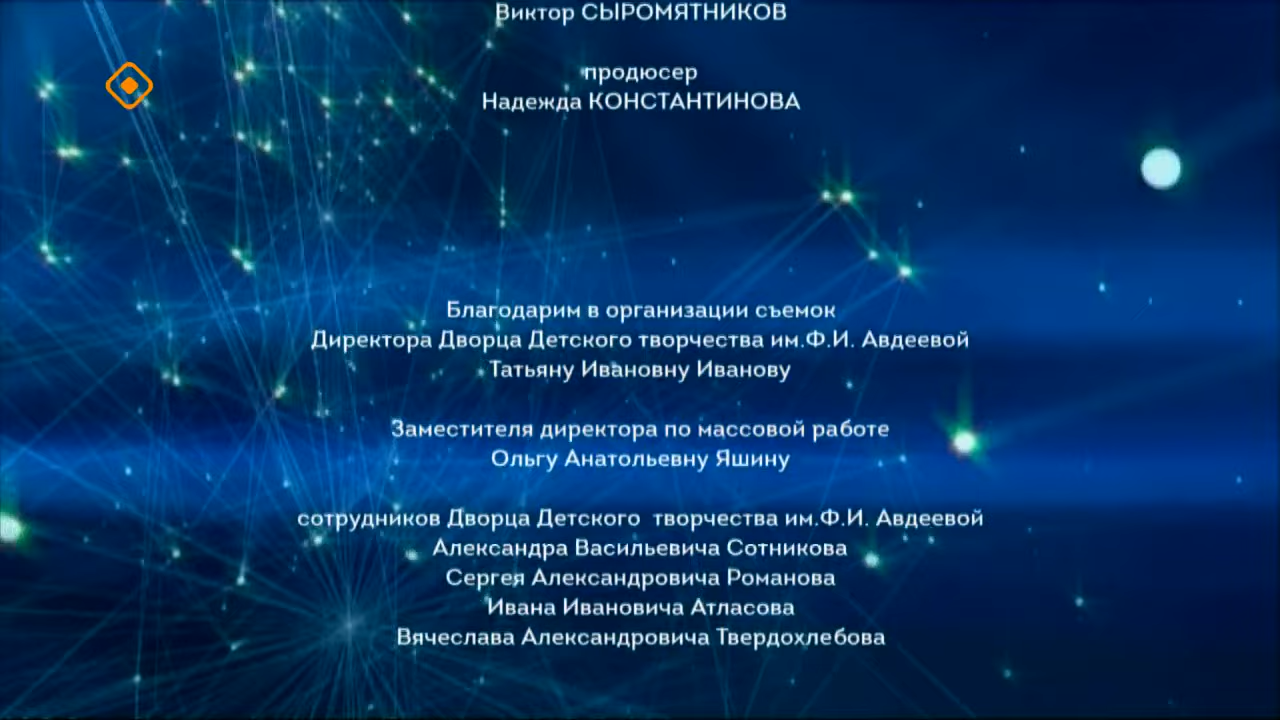 Виктор СЫРОМЯТНИКОВ
продюсер
Надежда КОНСТАНТИНОВА
Благодарим в организации съемок
Директора Дворца Детского творчества им.Ф.И. Авдеевой
Татьяну Ивановну Иванову
Заместителя директора по массовой работе
Ольгу Анатольевну Яшину
сотрудников Дворца Детского творчества им.Ф.И. Авдеевой
Александра Васильевича Сотникова
Сергея Александровича Романова
Ивана Ивановича Атласова
Вячеслава Александровича Твердохлебова